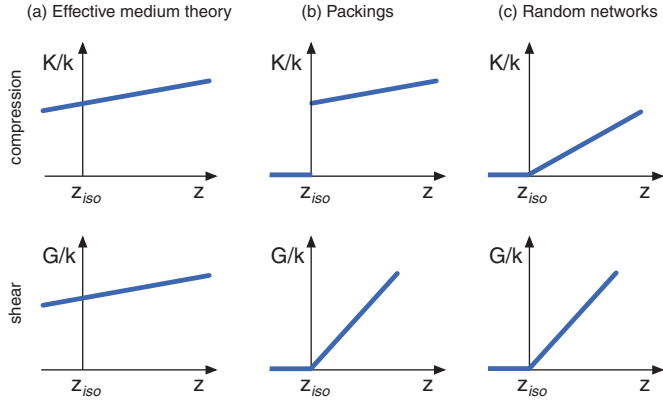 (a) Effective medium theory (b) Packings (c) Random networks
compression
K/k K/k K/k
z_iso z z_iso z z_iso z
shear
G/k G/k G/k
z_iso z z_iso z z_iso z